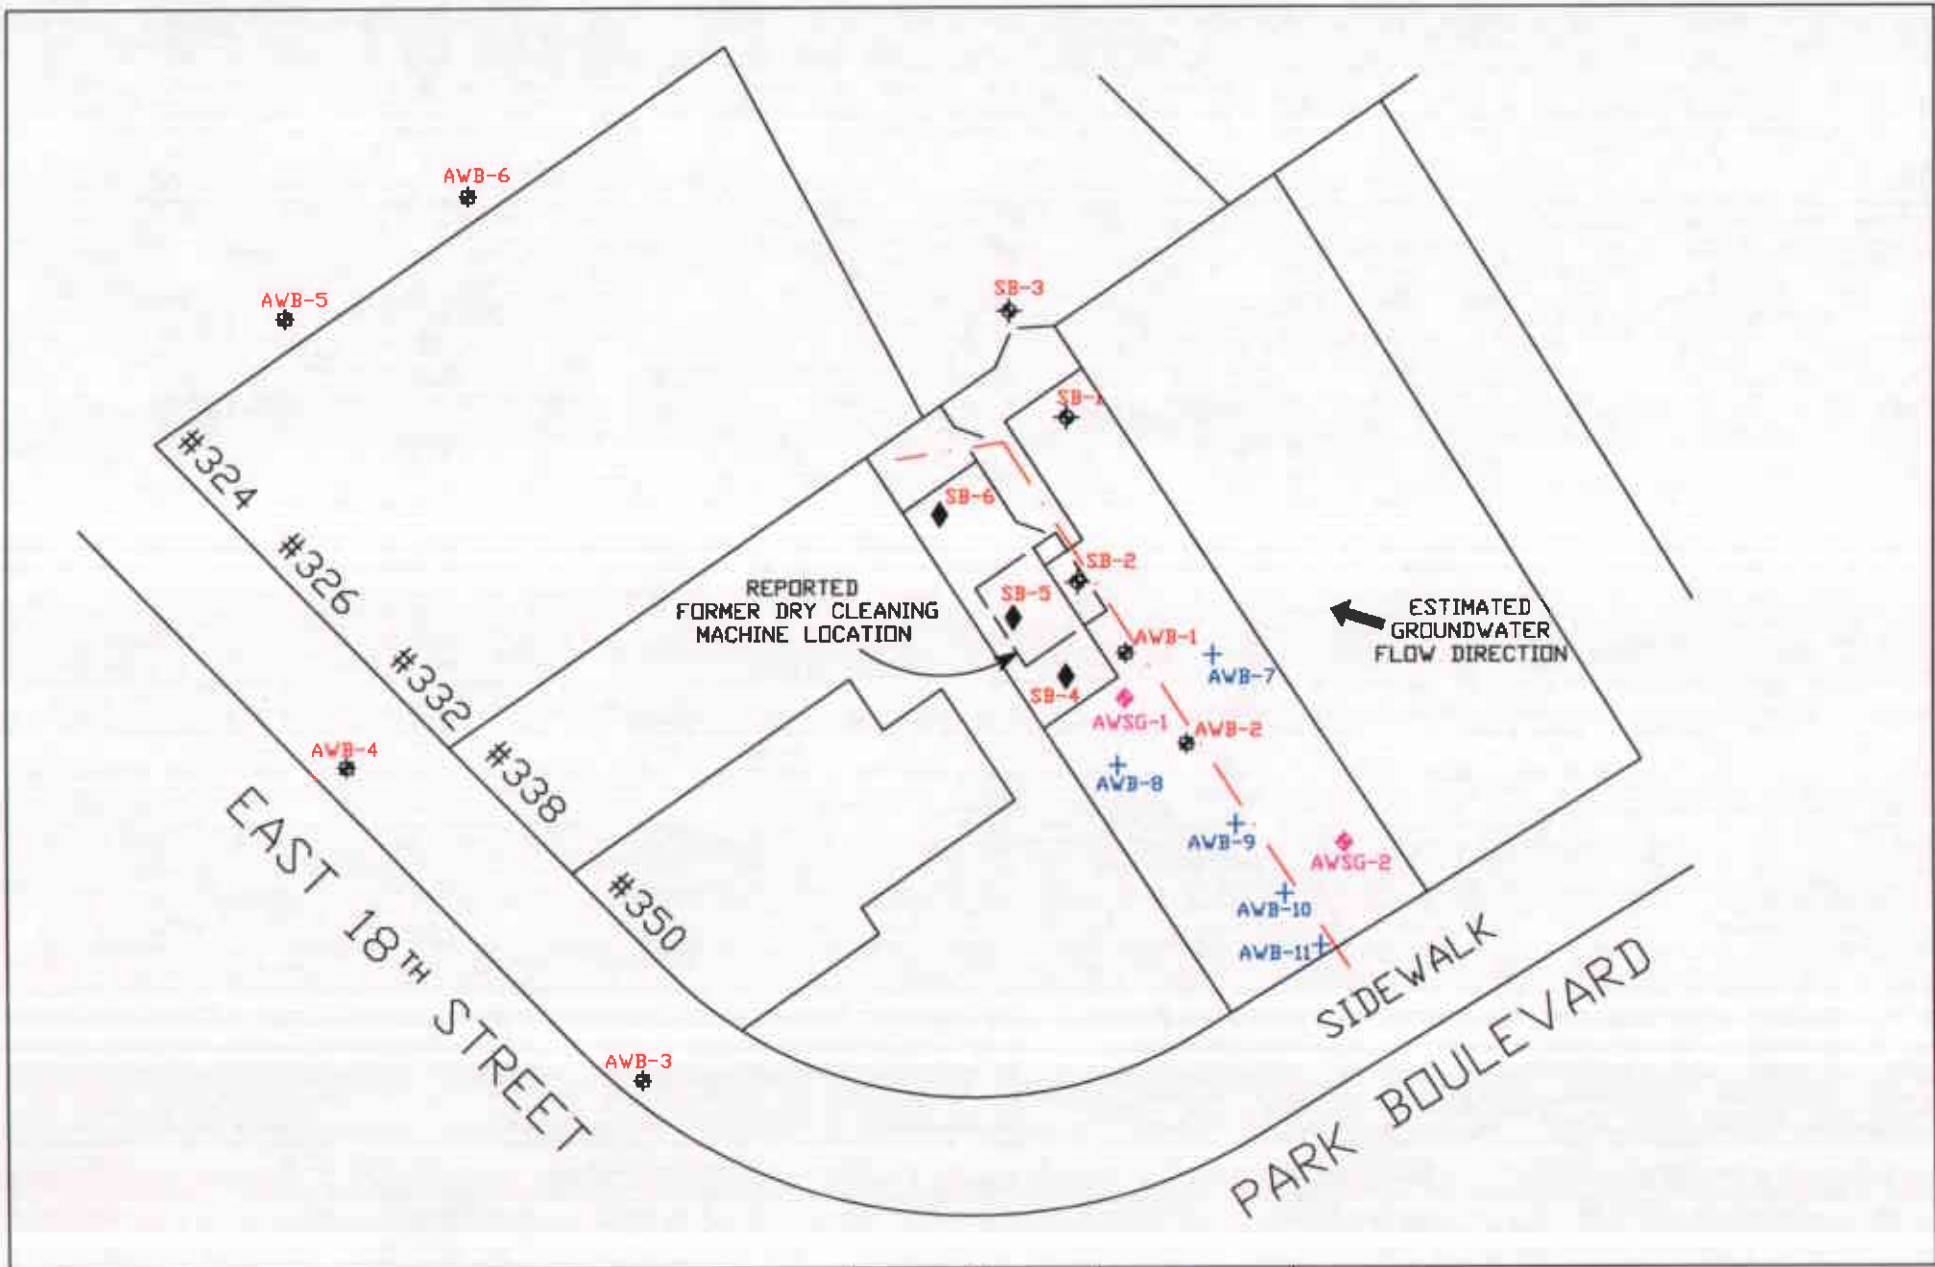 AWB-6
AWB-5
SB-3
SB-1
#324
SB-6
#326
SB-2
REPORTED
FORMER DRY CLEANING
MACHINE LOCATION
SB-5
ESTIMATED
GROUNDWATER
FLOW DIRECTION
AWB-1
AWB-7
#332
SB-4
AWSG-1
AWB-2
AWB-4
#338
AWB-8
AWB-9
AWSG-2
#350
AWB-10
AWB-11
EAST 18TH STREET
SIDEWALK
AWB-3
PARK BOULEVARD